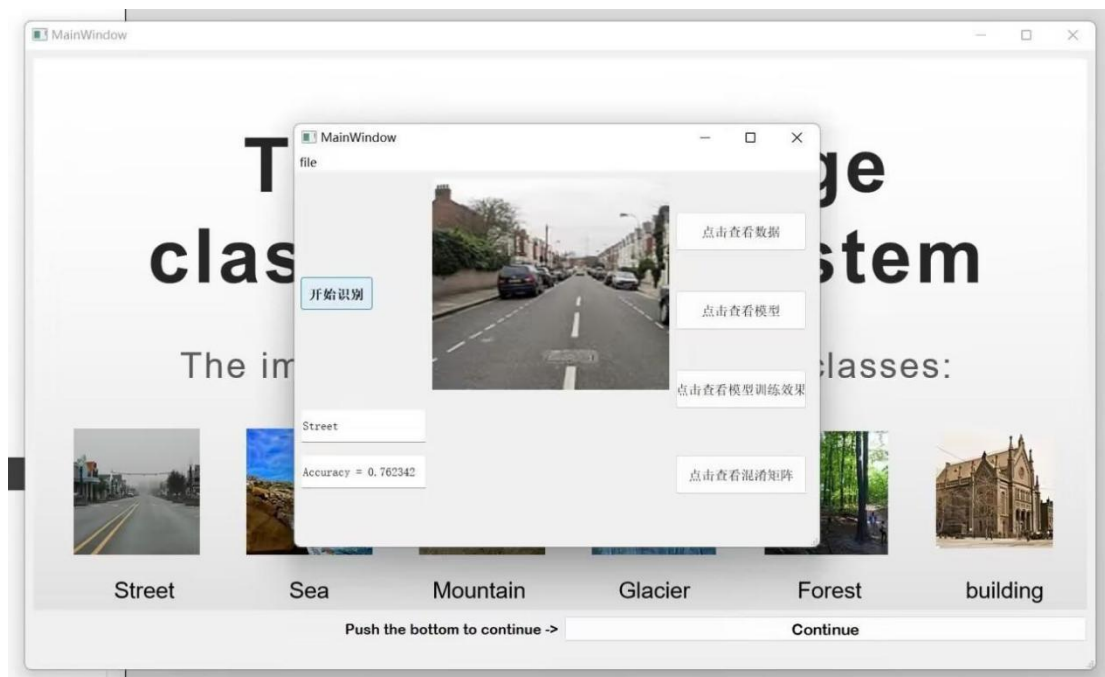 MainWindow
MainWindow
file
T ge
clas stem
点击查看数据
开始识别
点击查看模型
The im classes:
点击查看模型训练效果
Street
Accuracy = 0.762342
点击查看混淆矩阵
Street Sea Mountain Glacier Forest building
Push the bottom to continue -> Continue